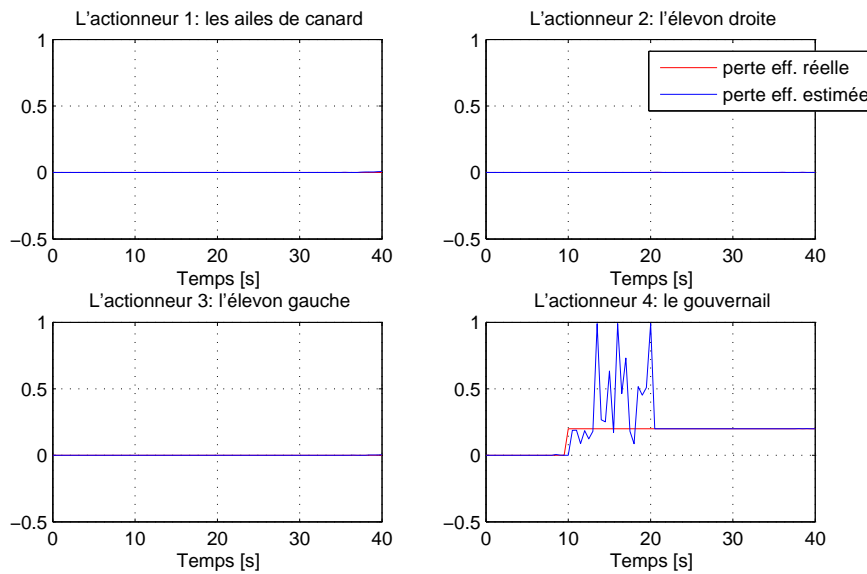 L'actionneur 1: les ailes de canard
1
0.5
0
−0.5
0 10 20 30 40
Temps [s]
L'actionneur 2: l'élevon droite
perte eff. réelle
perte eff. estimée
1
0.5
0
−0.5
0 10 20 30 40
Temps [s]
L'actionneur 3: l'élevon gauche
1
0.5
0
−0.5
0 10 20 30 40
Temps [s]
L'actionneur 4: le gouvernail
1
0.5
0
−0.5
0 10 20 30 40
Temps [s]